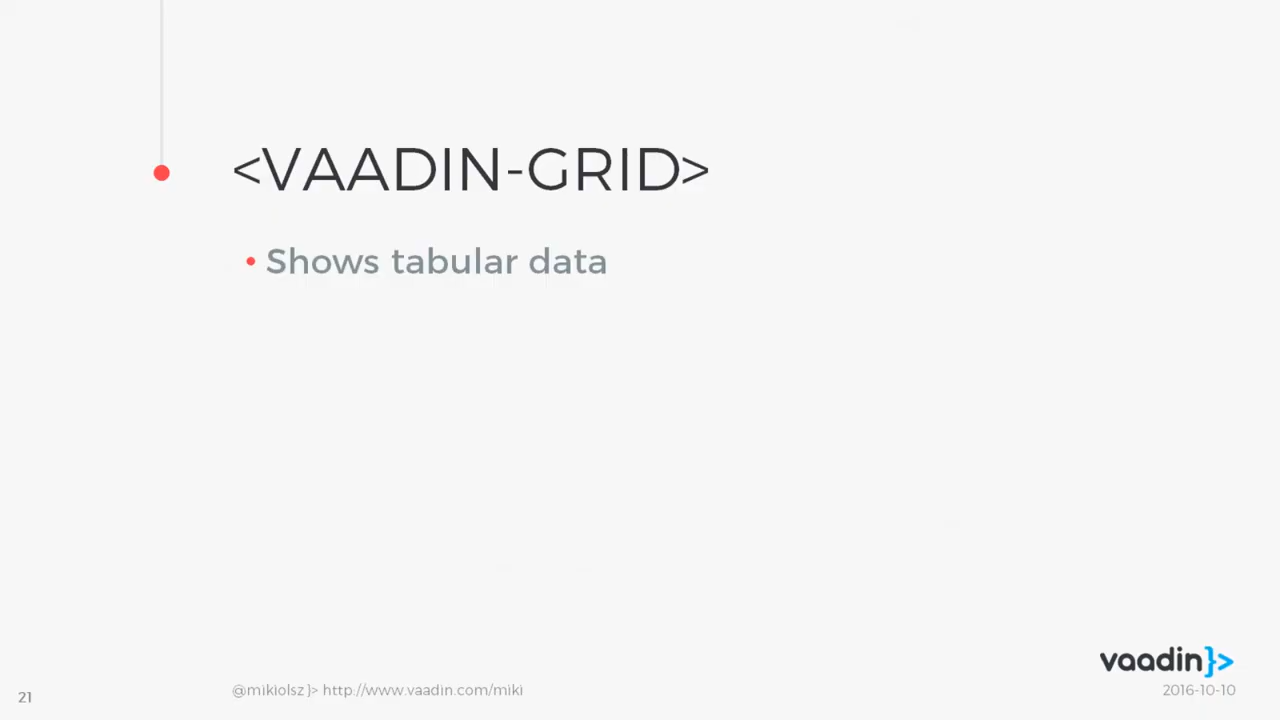 <VAADIN-GRID>
• Shows tabular data
vaadin}>
21
@mikiolsz }> http://www.vaadin.com/miki
2016-10-10